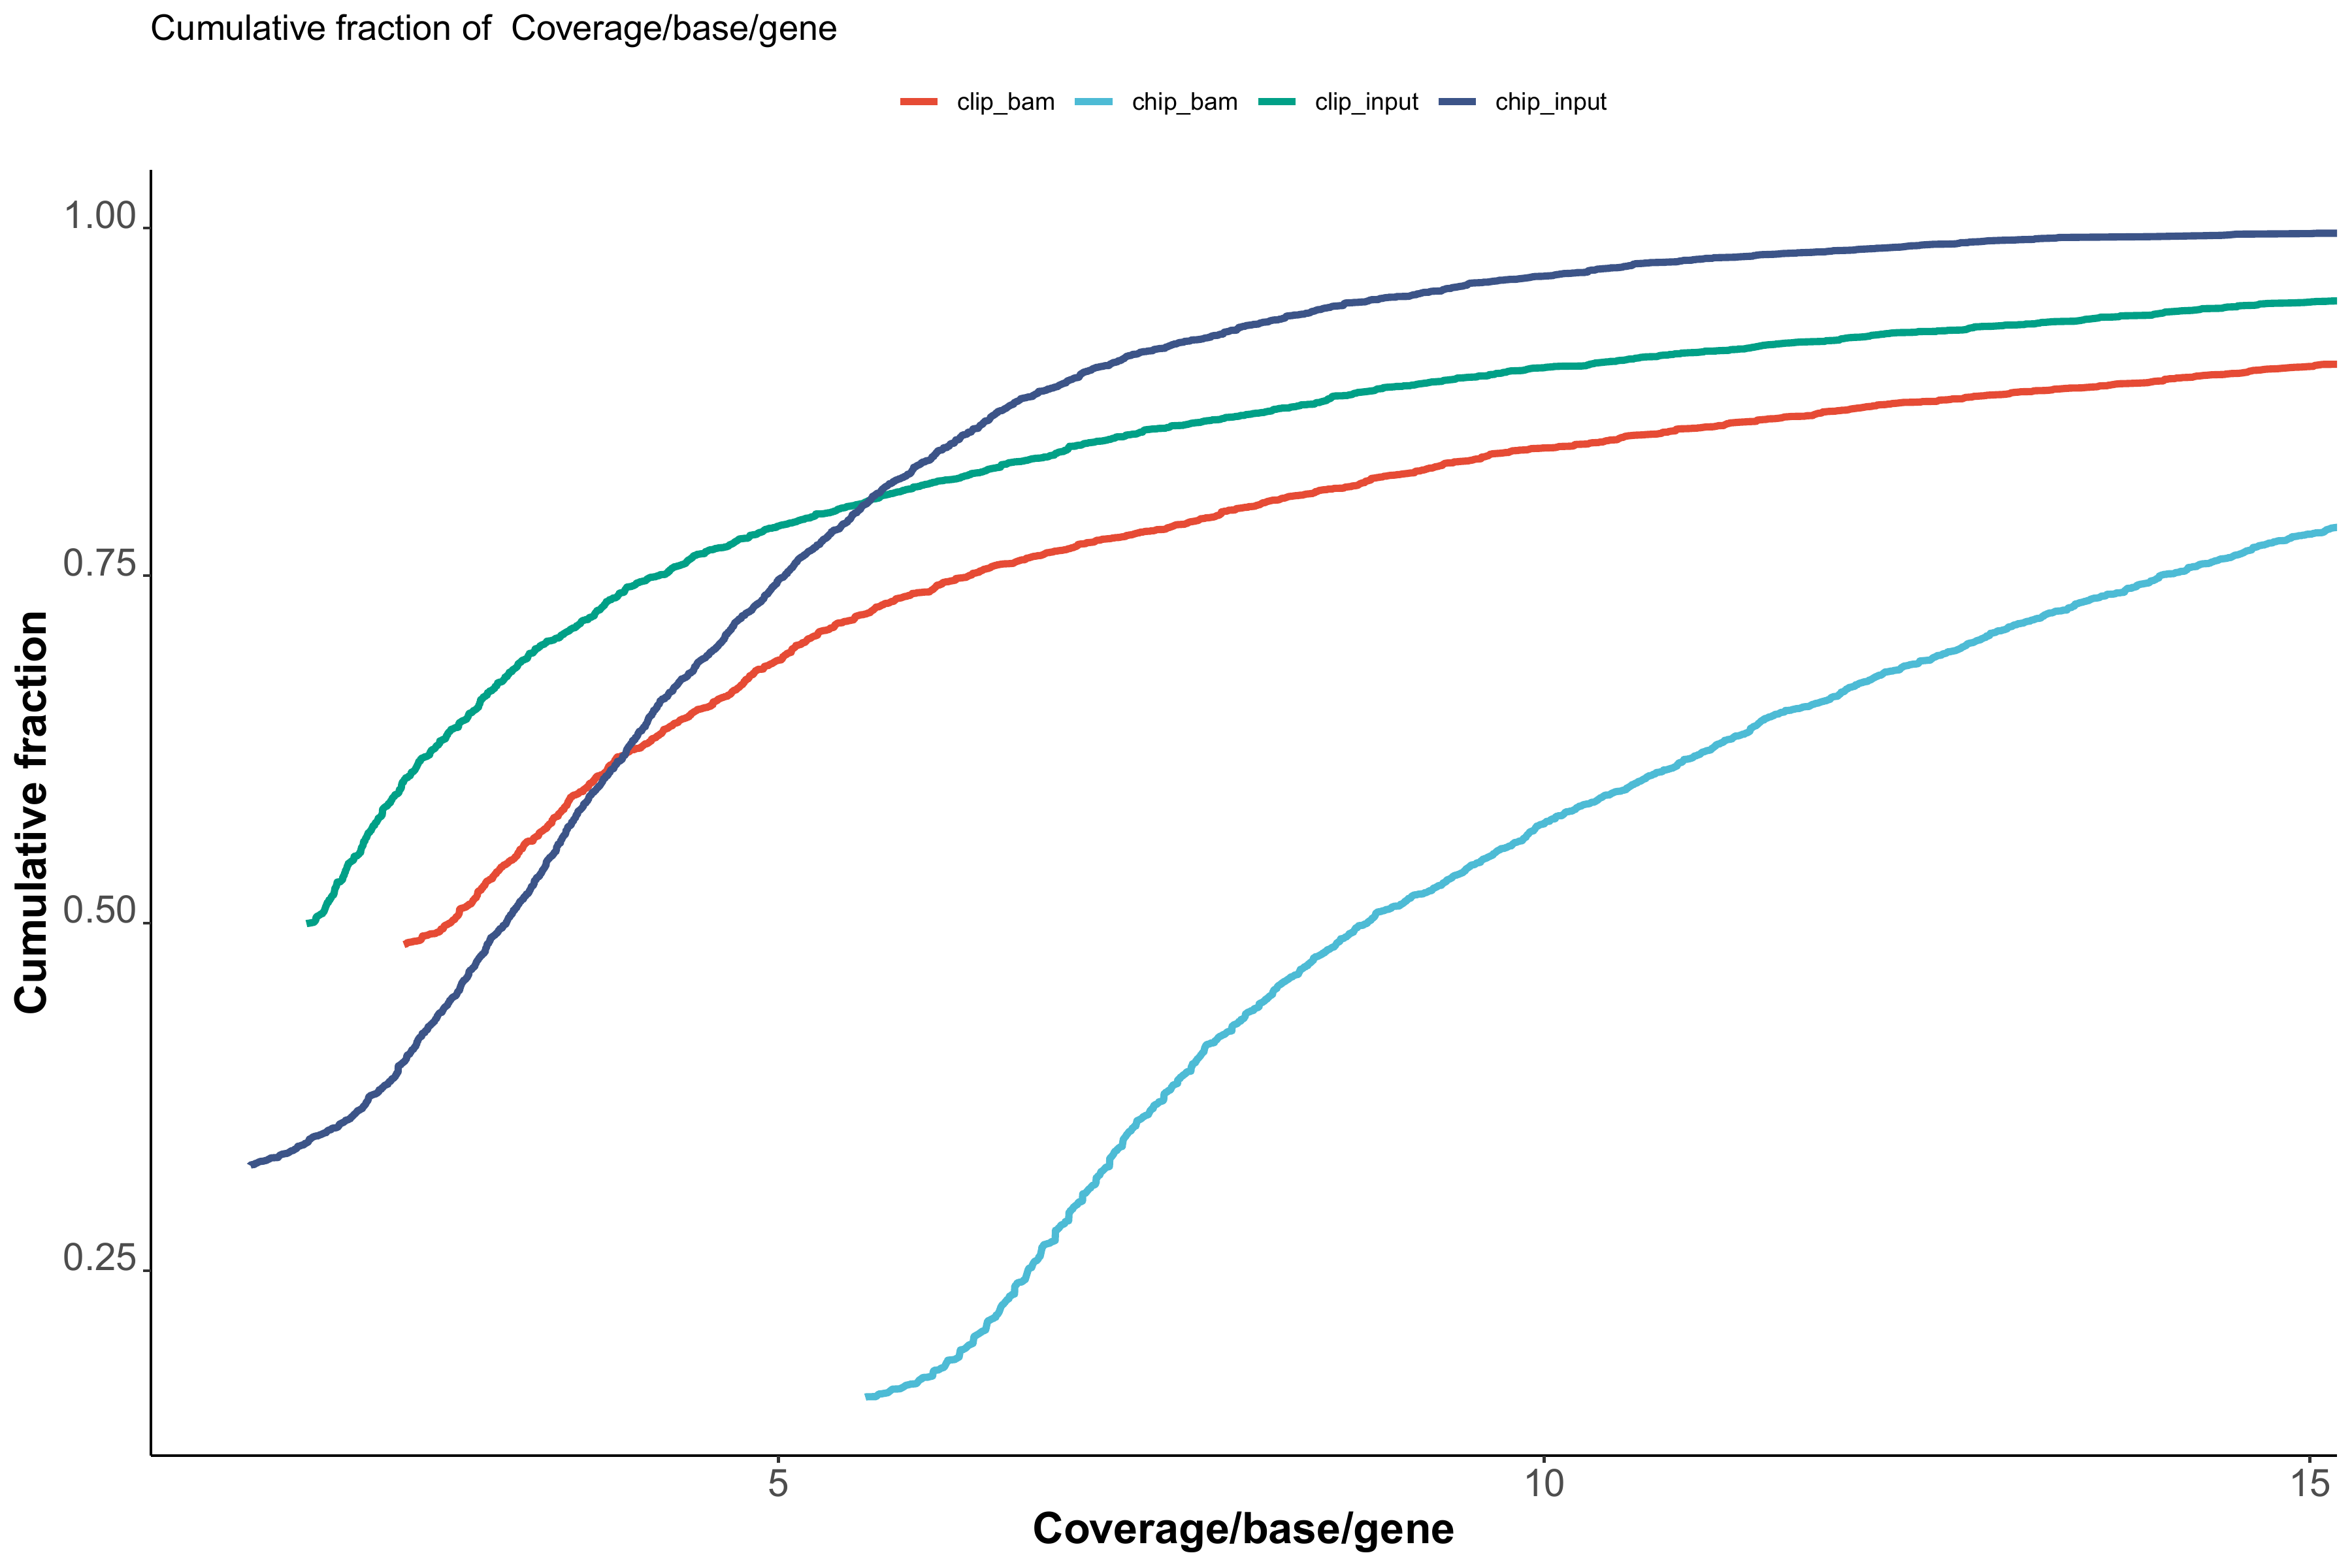 Cumulative fraction of  Coverage/base/gene
clip_bam chip_bam clip_input chip_input
1.00
0.75
0.50
0.25
Cumulative fraction
5 10 15
Coverage/base/gene